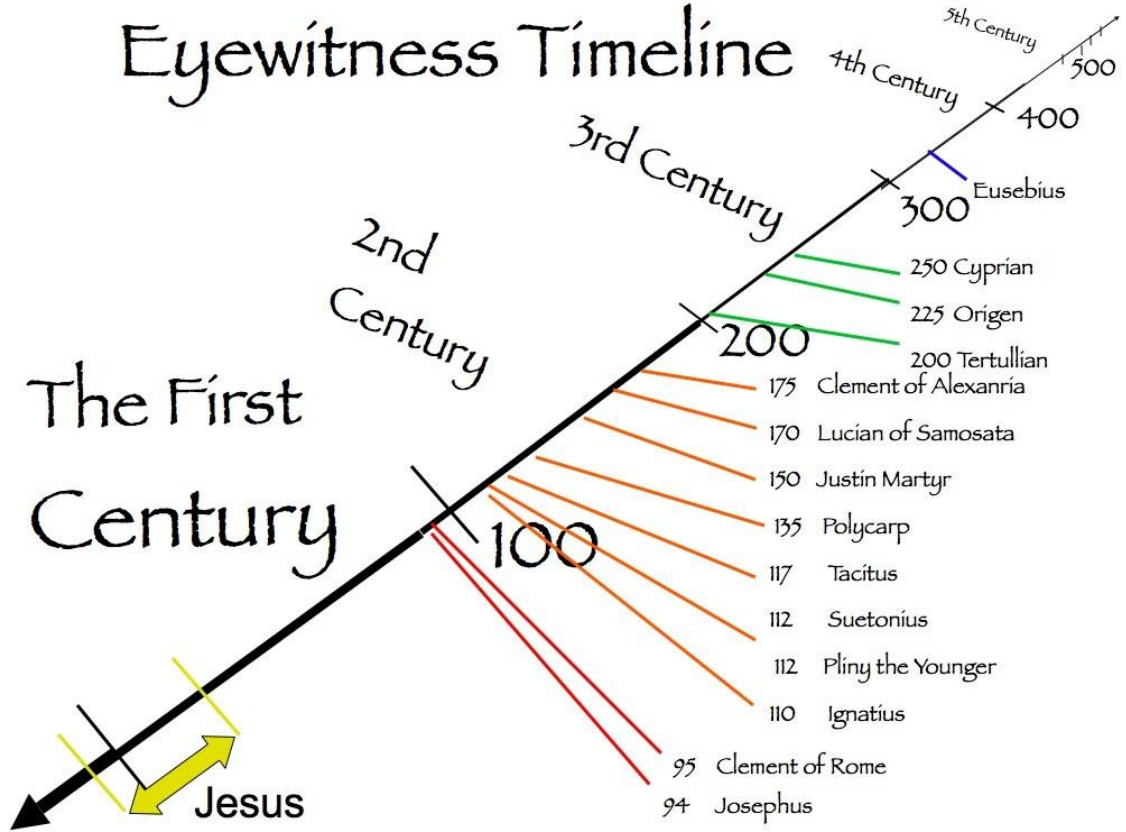 Eyewitness Timeline
5th Century
500
4th Century
400
3rd Century
Eusebius
300
2nd
Century
250 Cyprian
225 Origen
200
200 Tertullian
175 Clement of Alexanria
The First
Century
170 Lucian of Samosata
150 Justin Martyr
135 Polycarp
100
117 Tacitus
112 Suetonius
112 Pliny the Younger
110 Ignatius
95 Clement of Rome
94 Josephus
Jesus